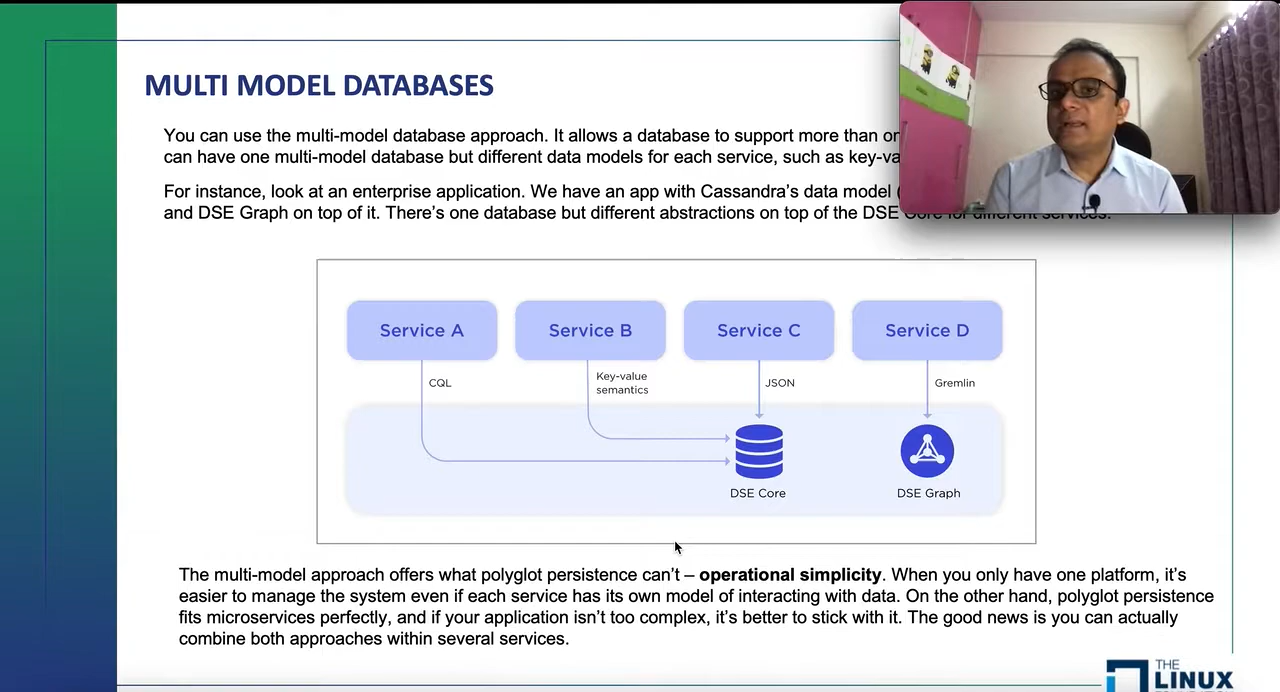 MULTI MODEL DATABASES
You can use the multi-model database approach. It allows a database to support more than
can have one multi-model database but different data models for each service, such as
For instance, look at an enterprise application. We have an app with Cassandra's data model (
and DSE Graph on top of it. There's one database but different abstractions on top of the DSE Core for different services.
Service A
Service B
Service C
Service D
CQL
Key-value
semantics
JSON
Gremlin
DSE Core
DSE Graph
The multi-model approach offers what polyglot persistence can't – operational simplicity. When you only have one platform, it's
easier to manage the system even if each service has its own model of interacting with data. On the other hand, polyglot persistence
fits microservices perfectly, and if your application isn't too complex, it's better to stick with it. The good news is you can actually
combine both approaches within several services.
THE
LINUX